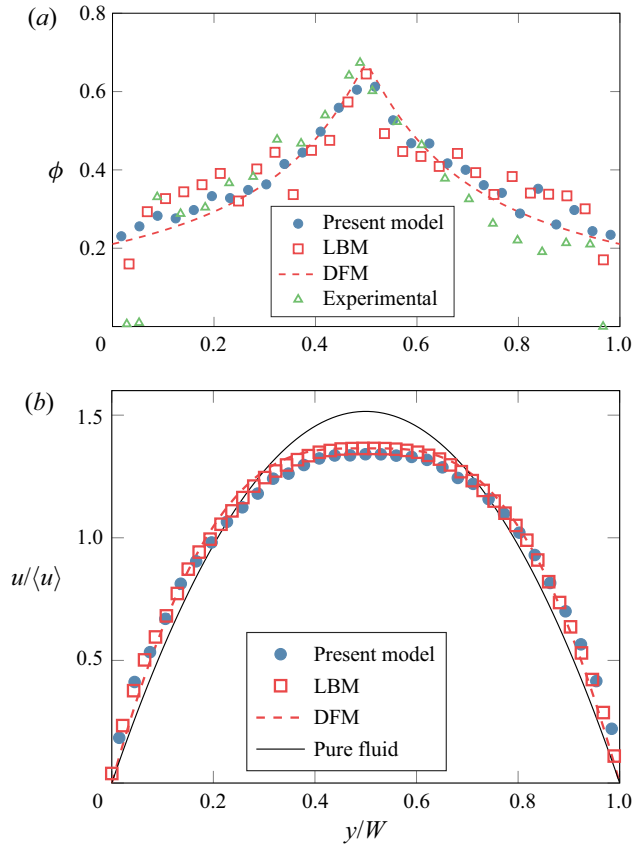 (a)
0.8
0.6
0.4
0.2
ϕ
Present model
LBM
DFM
Experimental
0 0.2 0.4 0.6 0.8 1.0
(b)
1.5
1.0
0.5
u/⟨u⟩
Present model
LBM
DFM
Pure fluid
0 0.2 0.4 0.6 0.8 1.0
y/W